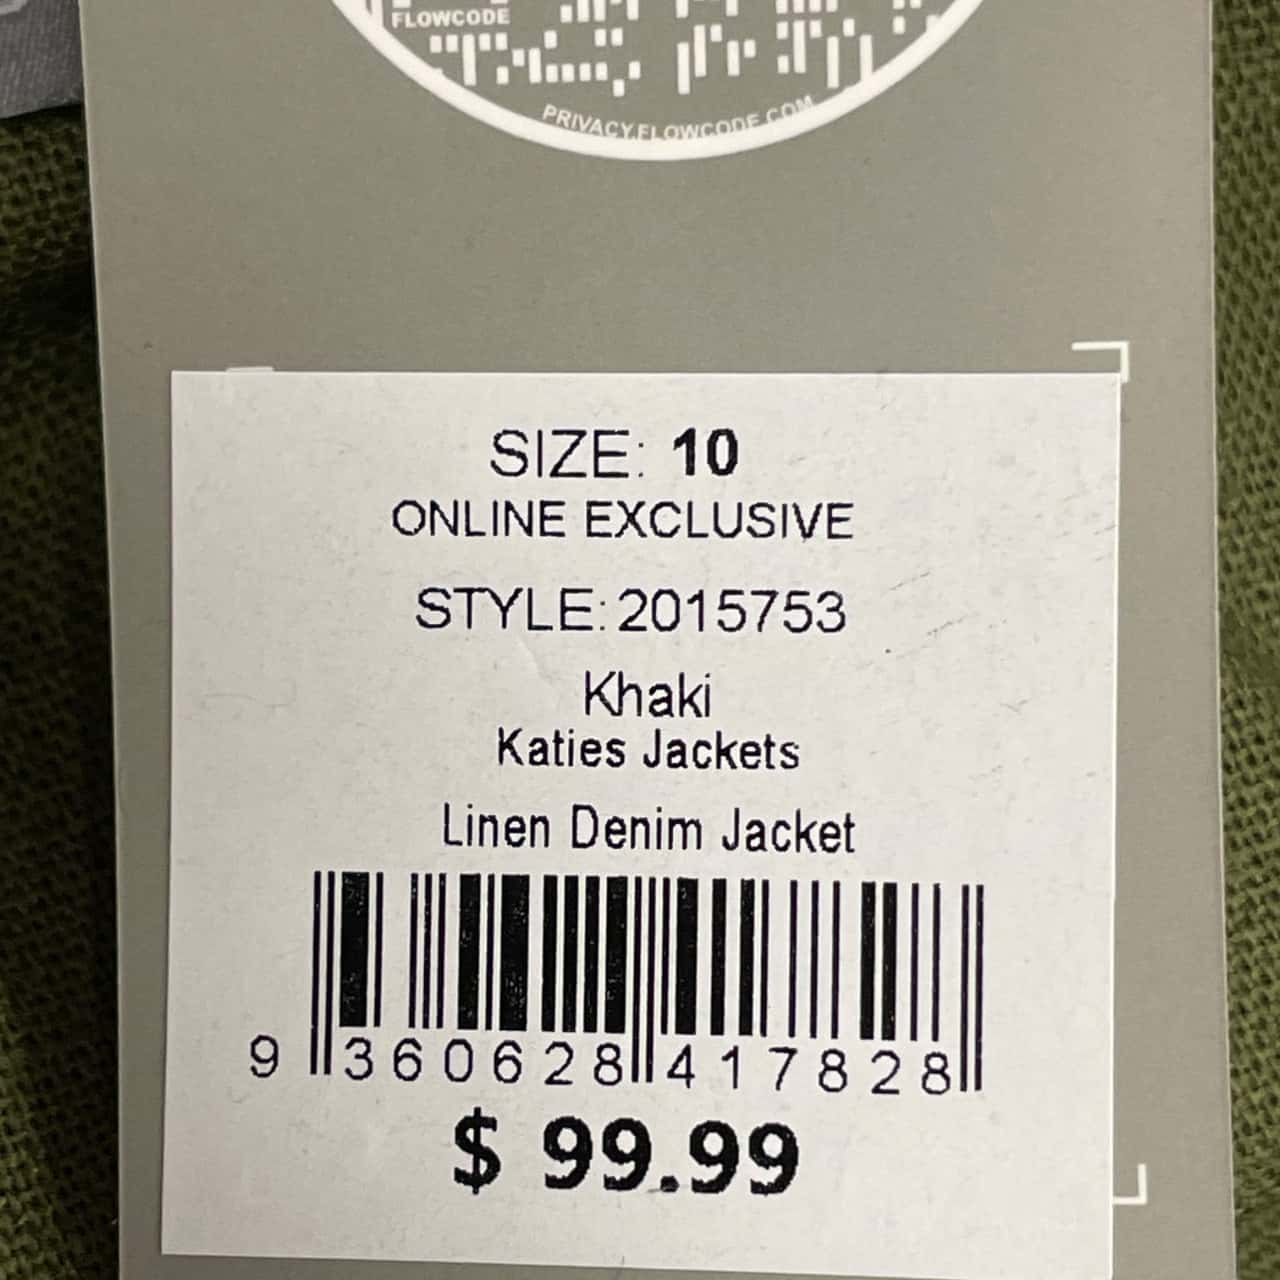 FLOWCODE
PRIVACY.FLOWCODE.COM
SIZE: 10
ONLINE EXCLUSIVE
STYLE: 2015753
Khaki
Katies Jackets
Linen Denim Jacket
9 360628 417828
$ 99.99